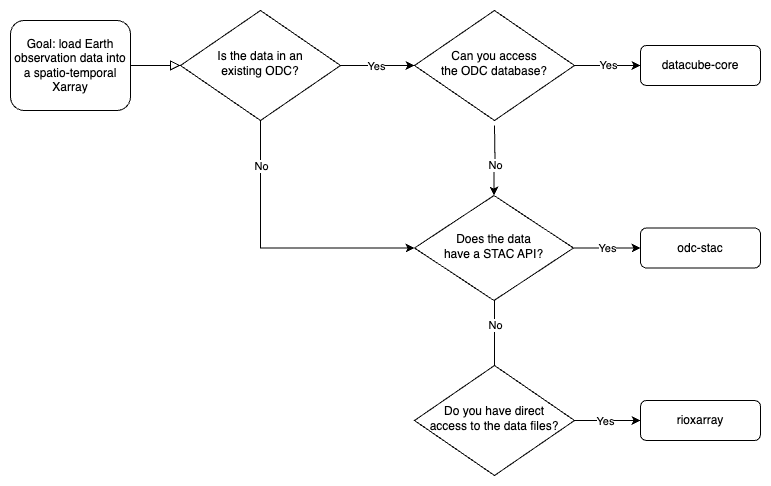 Goal: load Earth
observation data into
a spatio-temporal
Xarray
Is the data in an
existing ODC?
Yes
Can you access
the ODC database?
Yes
datacube-core
No
No
Does the data
have a STAC API?
Yes
odc-stac
No
Do you have direct
access to the data files?
Yes
rioxarray